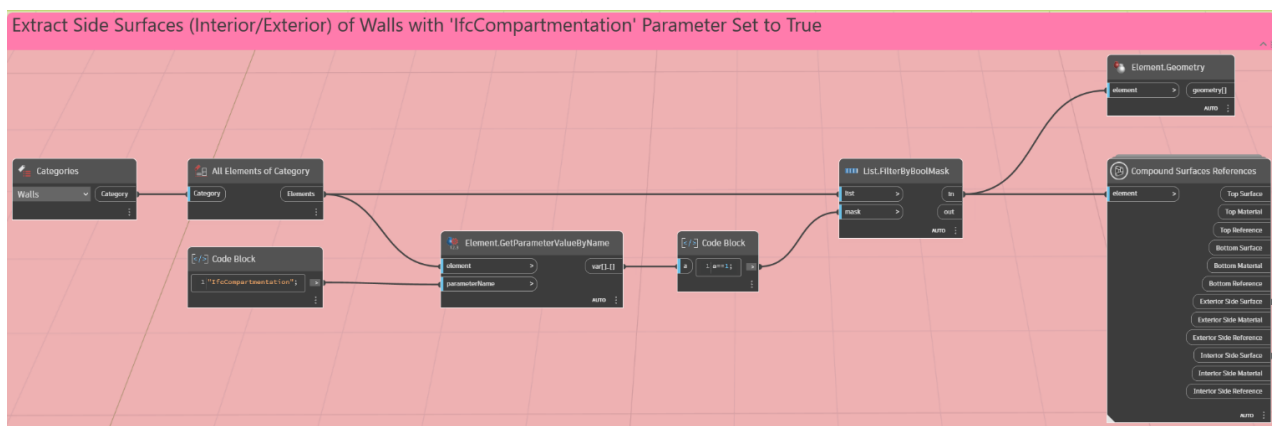 Extract Side Surfaces (Interior/Exterior) of Walls with 'IfcCompartmentation' Parameter Set to True
Element.Geometry
element > geometry[]
AUTO
Categories
Walls Category
All Elements of Category
Category Elements
Code Block
1 "IfcCompartmentation"; >
Element.GetParameterValueByName
element > var[]..[]
parameterName >
AUTO
Code Block
a 1 a==1; >
List.FilterByBoolMask
list > in
mask > out
AUTO
Compound Surfaces References
element > Top Surface
Top Material
Top Reference
Bottom Surface
Bottom Material
Bottom Reference
Exterior Side Surface
Exterior Side Material
Exterior Side Reference
Interior Side Surface
Interior Side Material
Interior Side Reference
AUTO